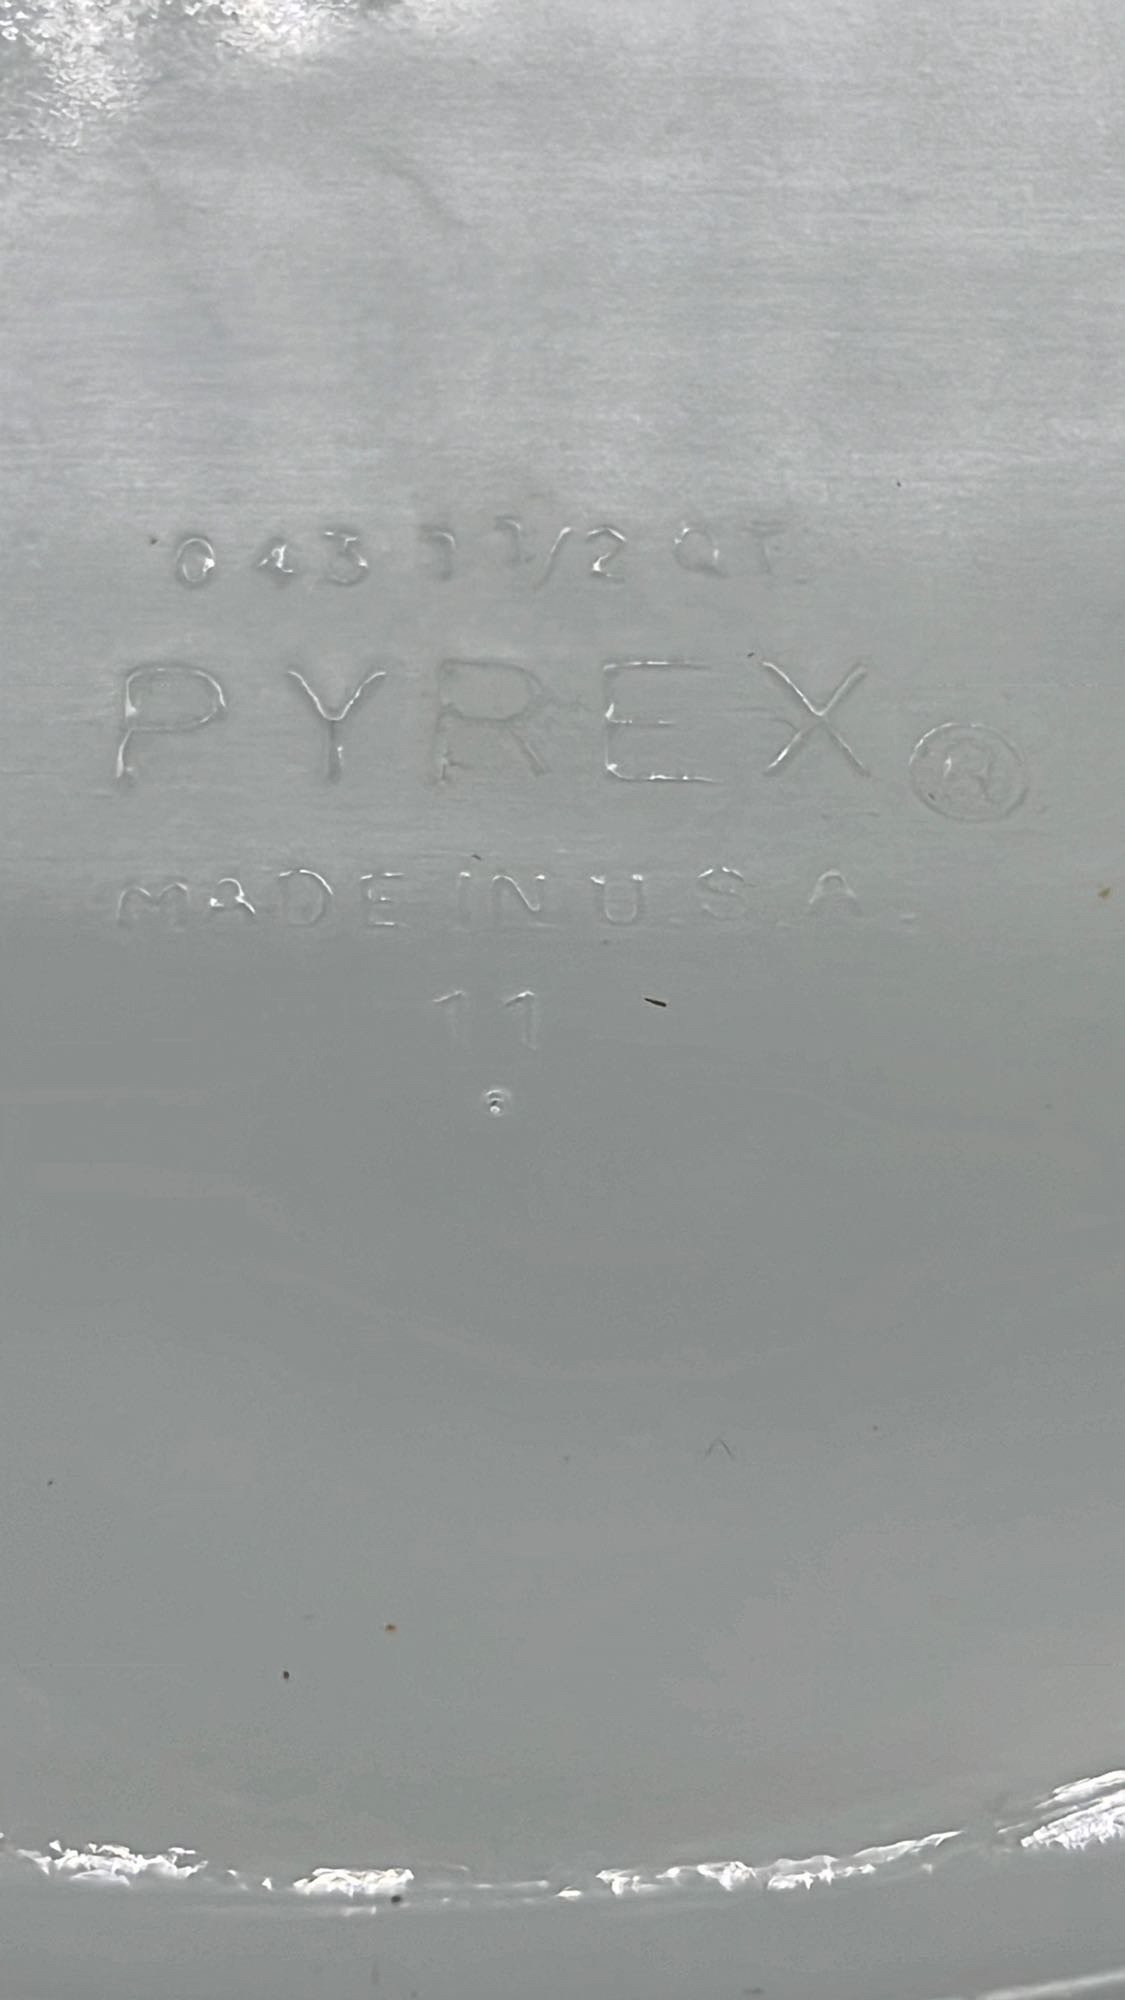 043 1 1/2 QT.
PYREX ®
MADE IN U.S.A.
11